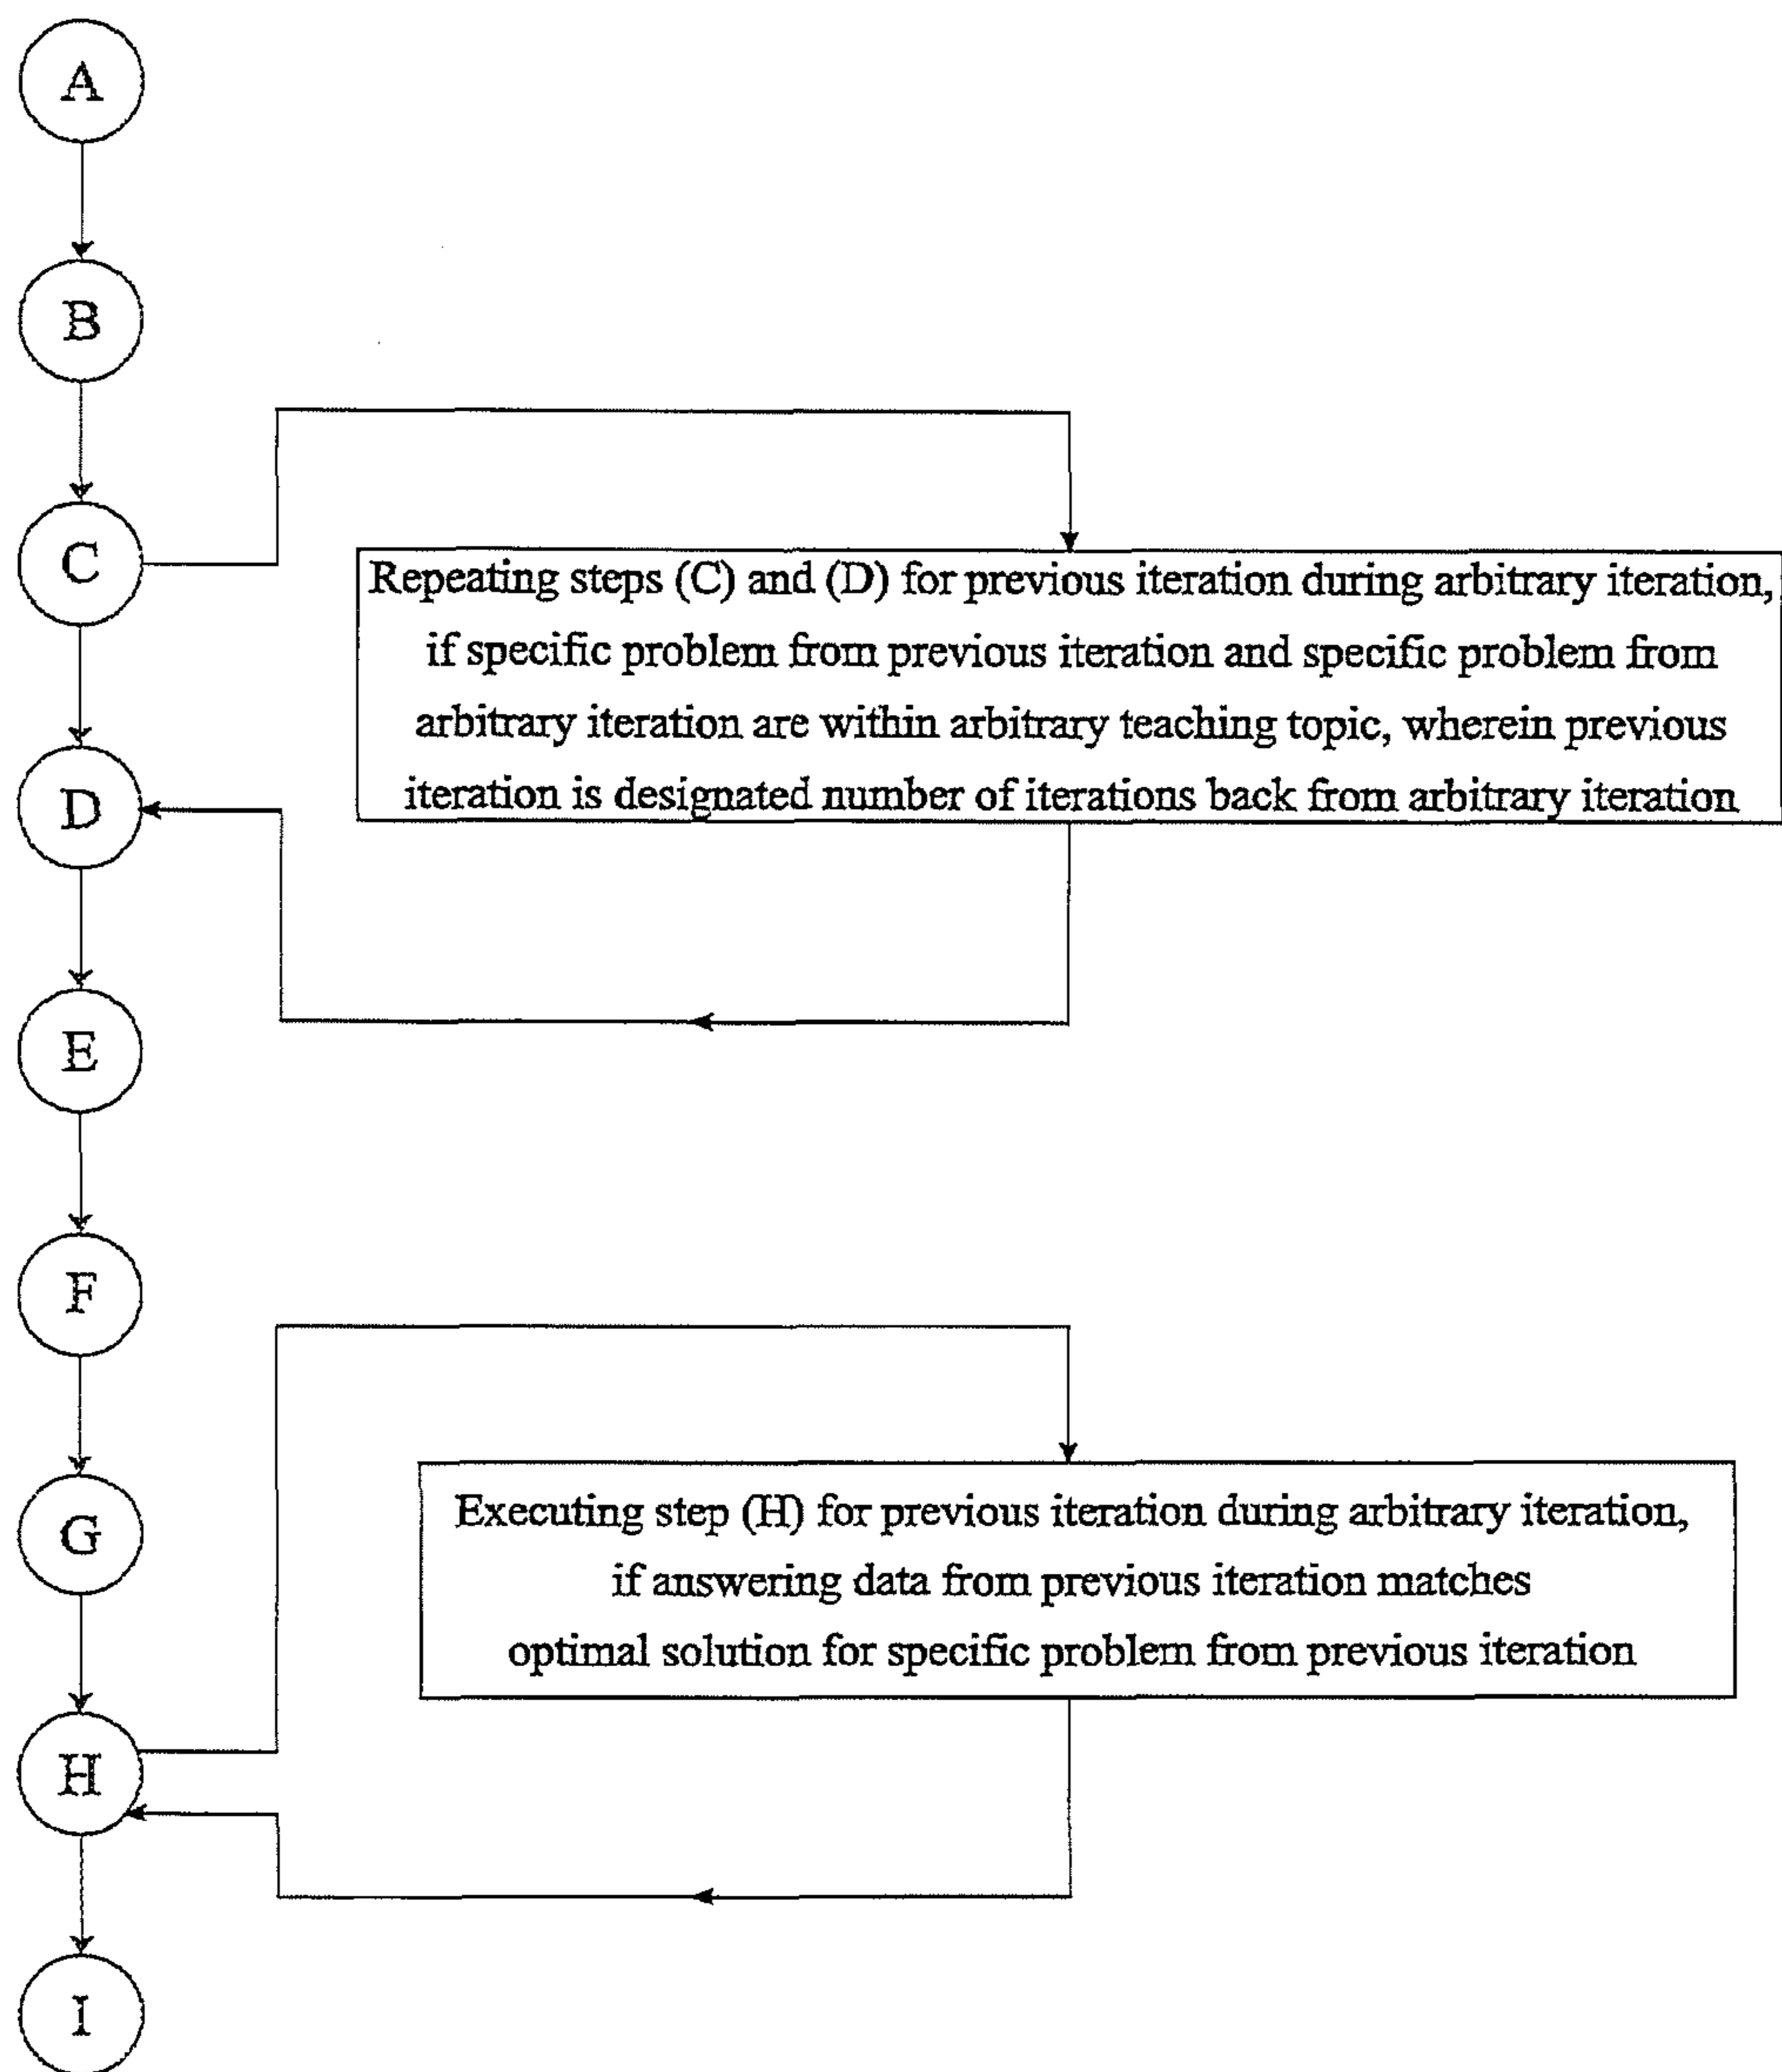 A
B
C
Repeating steps (C) and (D) for previous iteration during arbitrary iteration,
if specific problem from previous iteration and specific problem from
arbitrary iteration are within arbitrary teaching topic, wherein previous
iteration is designated number of iterations back from arbitrary iteration
D
E
F
G
Executing step (H) for previous iteration during arbitrary iteration,
if answering data from previous iteration matches
optimal solution for specific problem from previous iteration
H
I